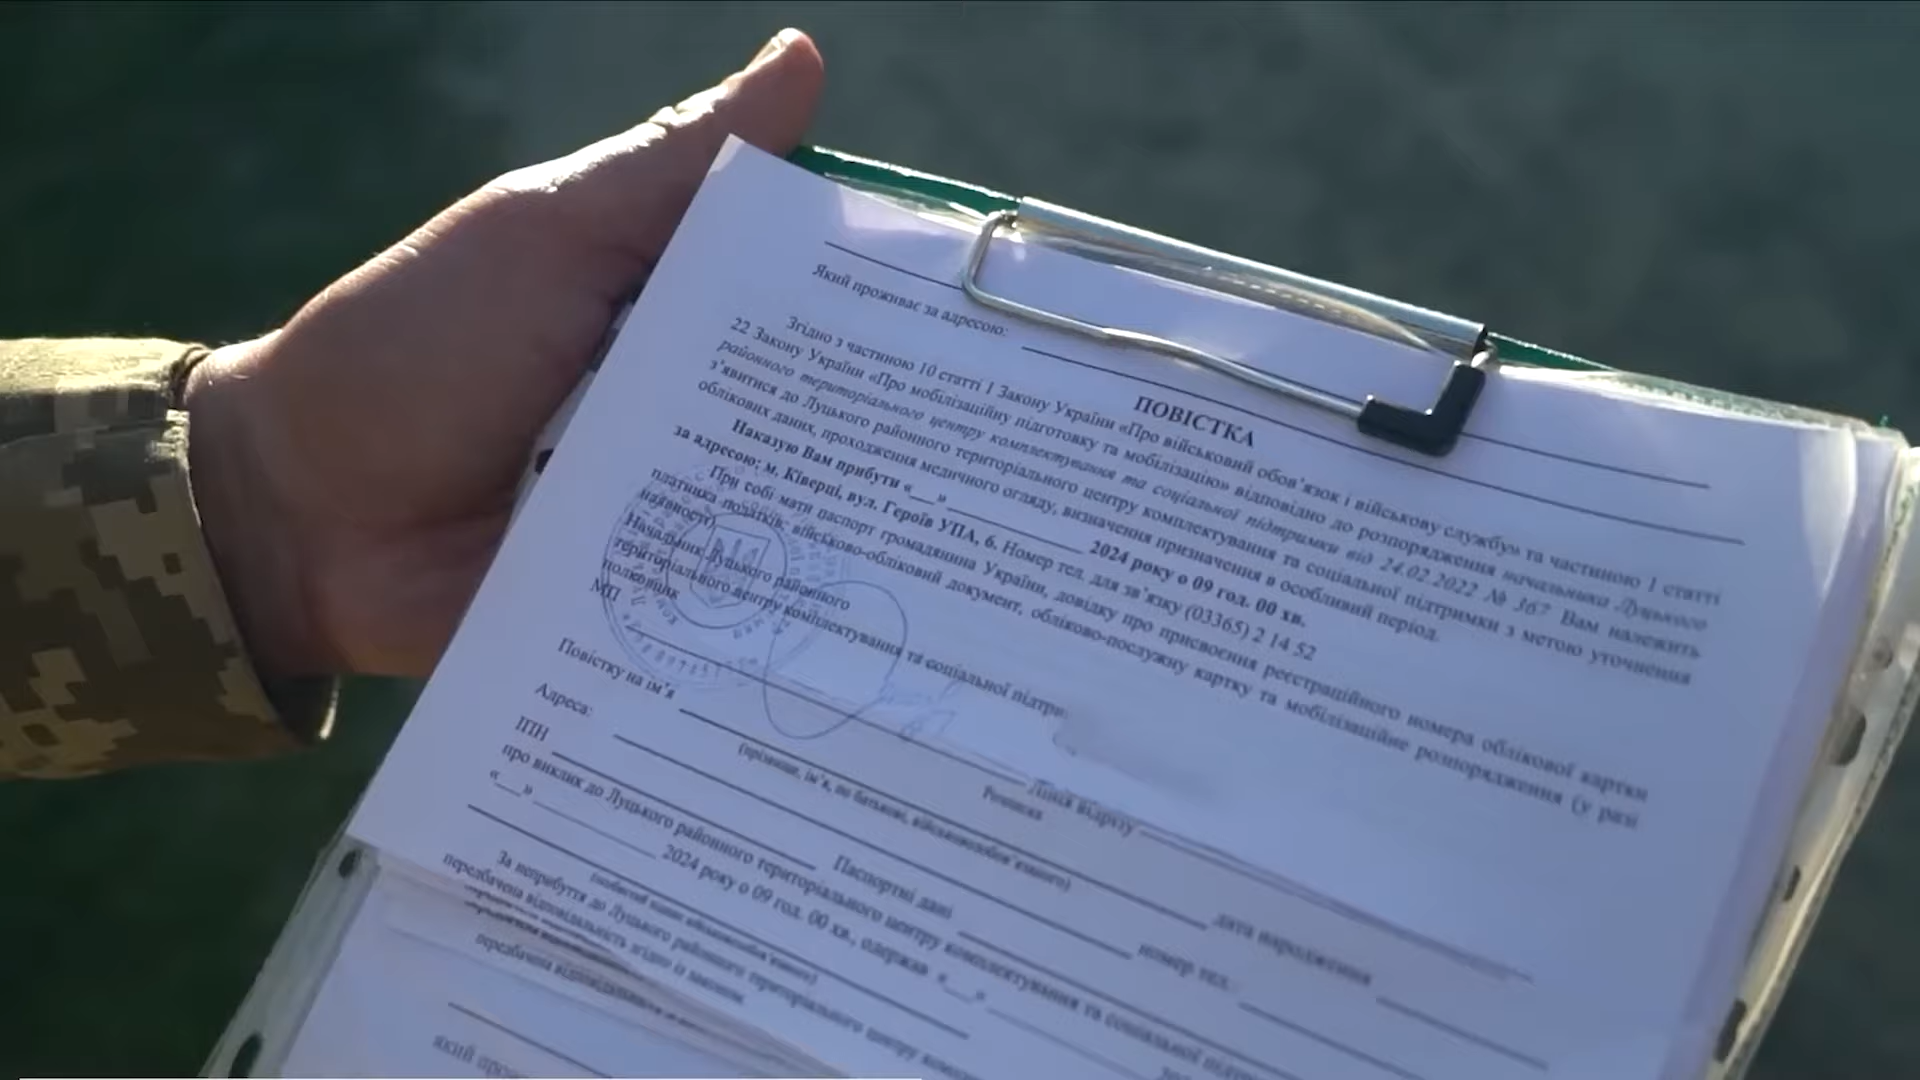 Який проживає за адресою:
ПОВІСТКА
Згідно з частиною 10 статті 1 Закону України «Про військовий обов'язок і військову службу» та частиною 1 статті
22 Закону України «Про мобілізаційну підготовку та мобілізацію» відповідно до розпорядження начальника Луцького
районного територіального центру комплектування та соціальної підтримки від 24.02.2022 № 367 Вам належить
з'явитися до Луцького районного територіального центру комплектування та соціальної підтримки з метою уточнення
облікових даних, проходження медичного огляду, визначення призначення в особливий період.
Наказую Вам прибути «___» __________ 2024 року о 09 год. 00 хв.
за адресою: м. Ківерці, вул. Героїв УПА, 6. Номер тел. для зв'язку (03365) 2 14 52
При собі мати паспорт громадянина України, довідку про присвоєння реєстраційного номера облікової картки
платника податків, військово-обліковий документ, обліково-послужну картку та мобілізаційне розпорядження (у разі
наявності)
Начальник Луцького районного
територіального центру комплектування та соціальної підтри
полковник
МП
Лінія відрізу
Повістку на ім'я
(прізвище, ім'я, по батькові, військовозобов'язаного)
Розписка
Адреса: дата народження
ІПН Паспортні дані номер тел.
про виклик до Луцького районного територіального центру комплектування та соціальної
«___» __________ 2024 року о 09 год. 00 хв., одержав «___»
За неприбуття до Луцького районного територіального центру
передбачена відповідальність згідно із законом.
передбачена відповідальність
який